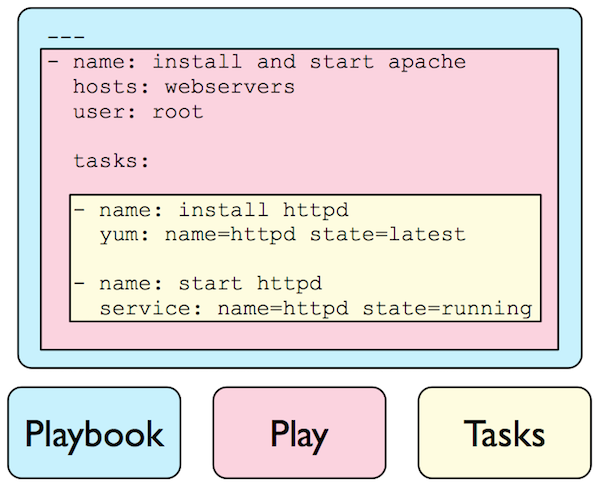 ---
- name: install and start apache
  hosts: webservers
  user: root
  tasks:
  - name: install httpd
    yum: name=httpd state=latest
  - name: start httpd
    service: name=httpd state=running
Playbook
Play
Tasks